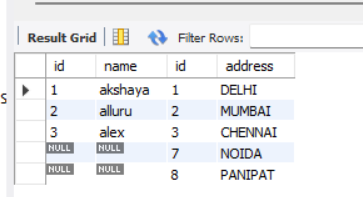 Result Grid Filter Rows:
id name id address
1 akshaya 1 DELHI
2 alluru 2 MUMBAI
3 alex 3 CHENNAI
NULL NULL 7 NOIDA
NULL NULL 8 PANIPAT